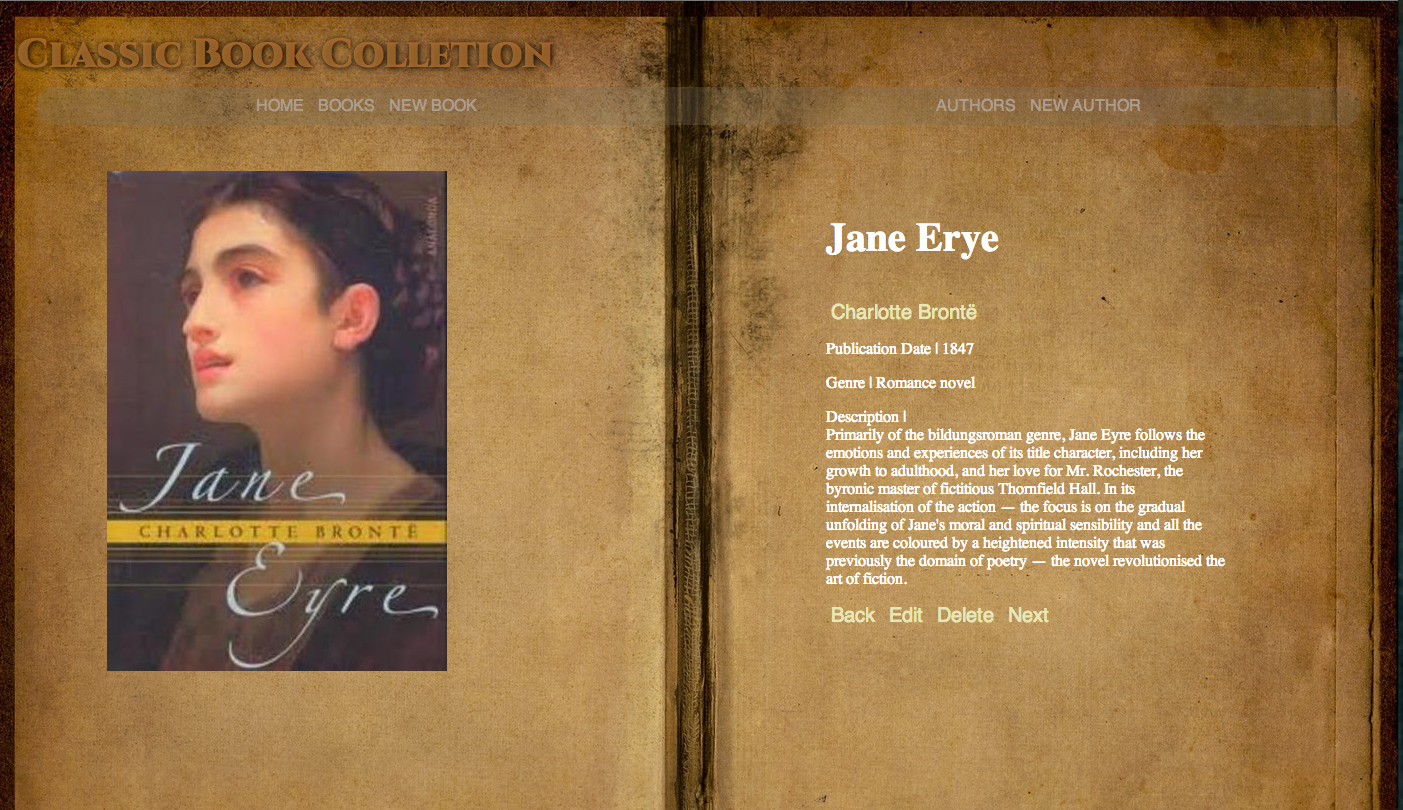 Classic Book Colletion
HOME BOOKS NEW BOOK
AUTHORS NEW AUTHOR
Jane
CHARLOTTE BRONTË
Eyre
Jane Erye
Charlotte Brontë
Publication Date | 1847
Genre | Romance novel
Description |
Primarily of the bildungsroman genre, Jane Eyre follows the
emotions and experiences of its title character, including her
growth to adulthood, and her love for Mr. Rochester, the
byronic master of fictitious Thornfield Hall. In its
internalisation of the action — the focus is on the gradual
unfolding of Jane's moral and spiritual sensibility and all the
events are coloured by a heightened intensity that was
previously the domain of poetry — the novel revolutionised the
art of fiction.
Back Edit Delete Next